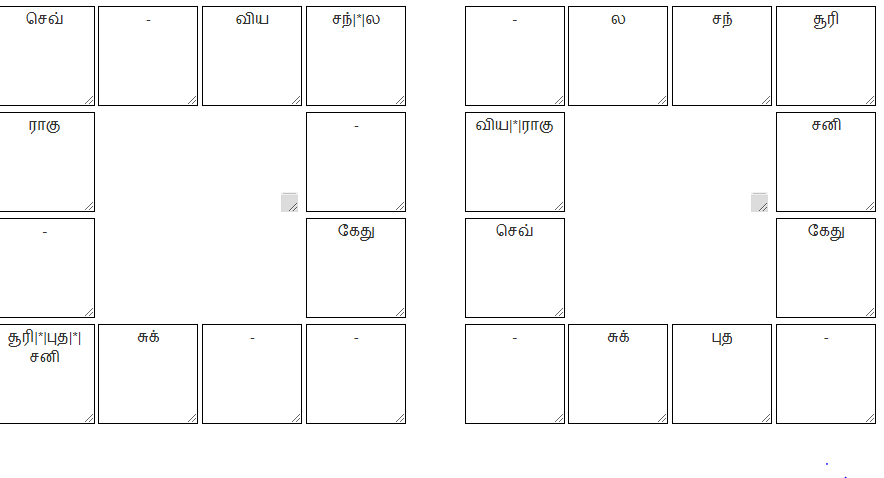 செவ் - விய சந்|*|ல - ல சந் சூரி
ராகு - விய|*|ராகு சனி
- கேது செவ் கேது
சூரி|*|புத|*| சுக் - - - சுக் புத -
சனி